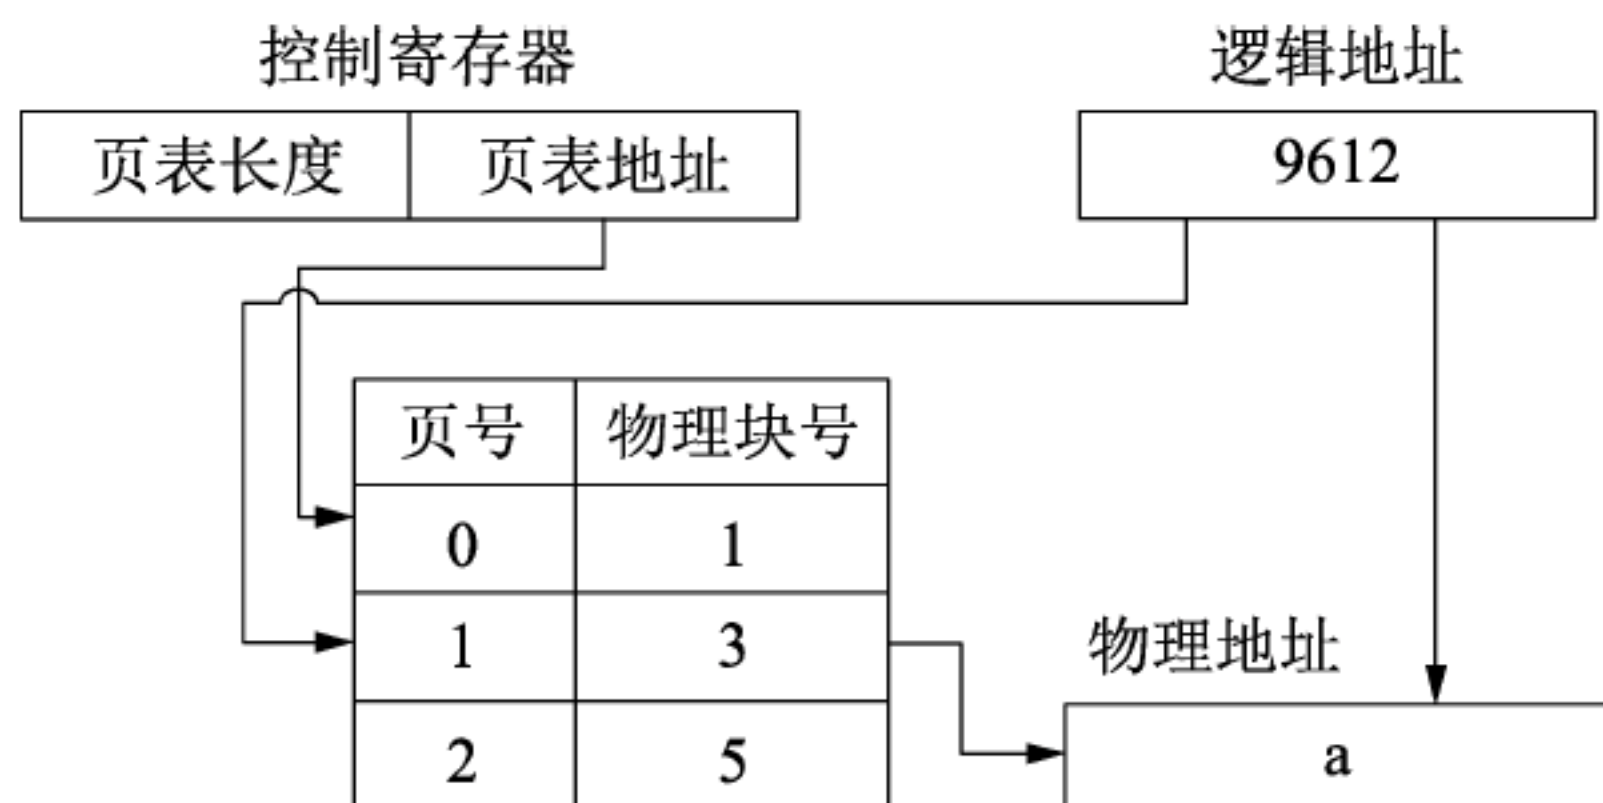 控制寄存器 逻辑地址
页表长度 页表地址 9612
页号 物理块号
0 1
1 3
物理地址
2 5 a